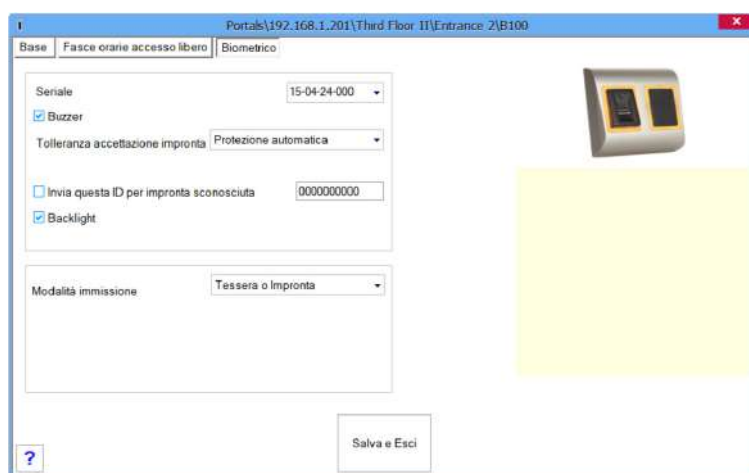 Portals\192.168.1.201\Third Floor II\Entrance 2\B100
Base Fasce orarie accesso libero Biometrico
Seriale 15-04-24-000
Buzzer
Tolleranza accettazione impronta Protezione automatica
Invia questa ID per impronta sconosciuta 0000000000
Backlight
Modalità immissione Tessera o Impronta
Salva e Esci
?